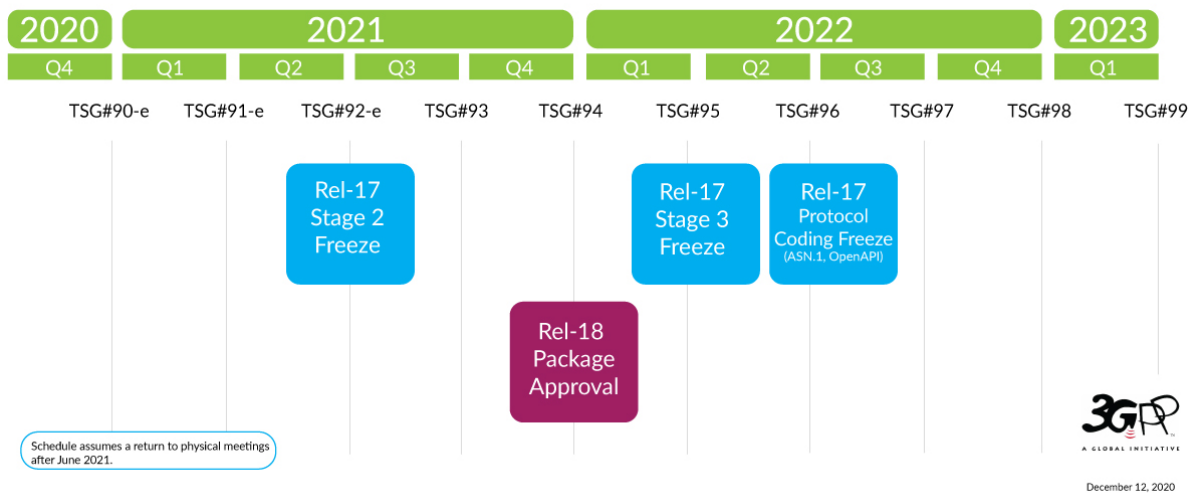 2020 2021 2022 2023
Q4 Q1 Q2 Q3 Q4 Q1 Q2 Q3 Q4 Q1
TSG#90-e TSG#91-e TSG#92-e TSG#93 TSG#94 TSG#95 TSG#96 TSG#97 TSG#98 TSG#99
Rel-17
Stage 2
Freeze
Rel-17
Stage 3
Freeze
Rel-17
Protocol
Coding Freeze
(ASN.1, OpenAPI)
Rel-18
Package
Approval
Schedule assumes a return to physical meetings
after June 2021.
3GPP
TM
A GLOBAL INITIATIVE
December 12, 2020